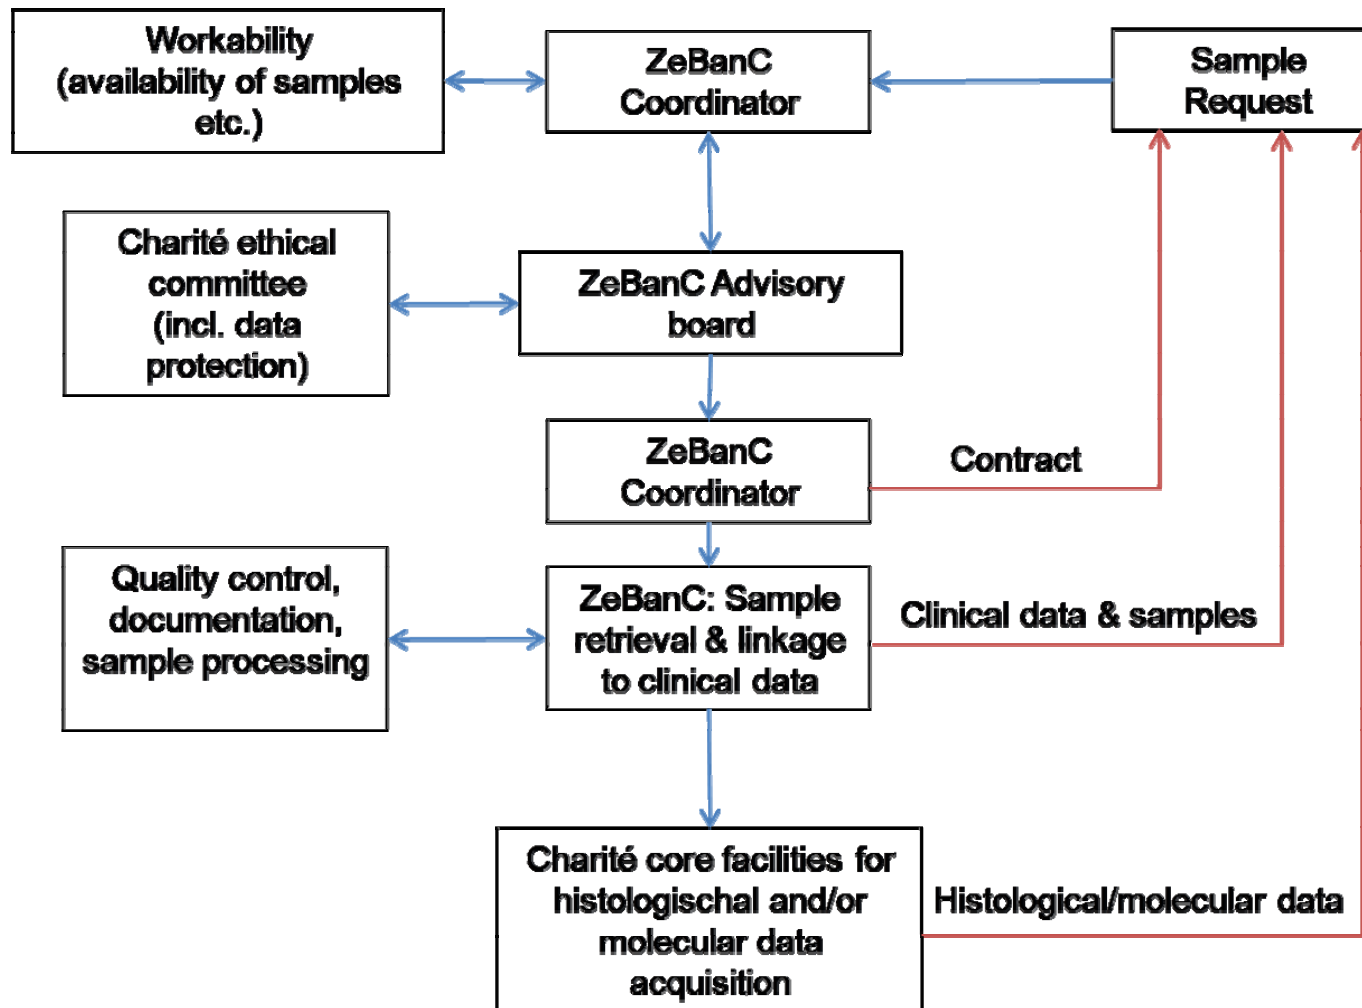 Workability
(availability of samples
etc.)
ZeBanC
Coordinator
Sample
Request
Charité ethical
committee
(incl. data
protection)
ZeBanC Advisory
board
ZeBanC
Coordinator
Contract
Quality control,
documentation,
sample processing
ZeBanC: Sample
retrieval & linkage
to clinical data
Clinical data & samples
Charité core facilities for
histologischal and/or
molecular data
acquisition
Histological/molecular data